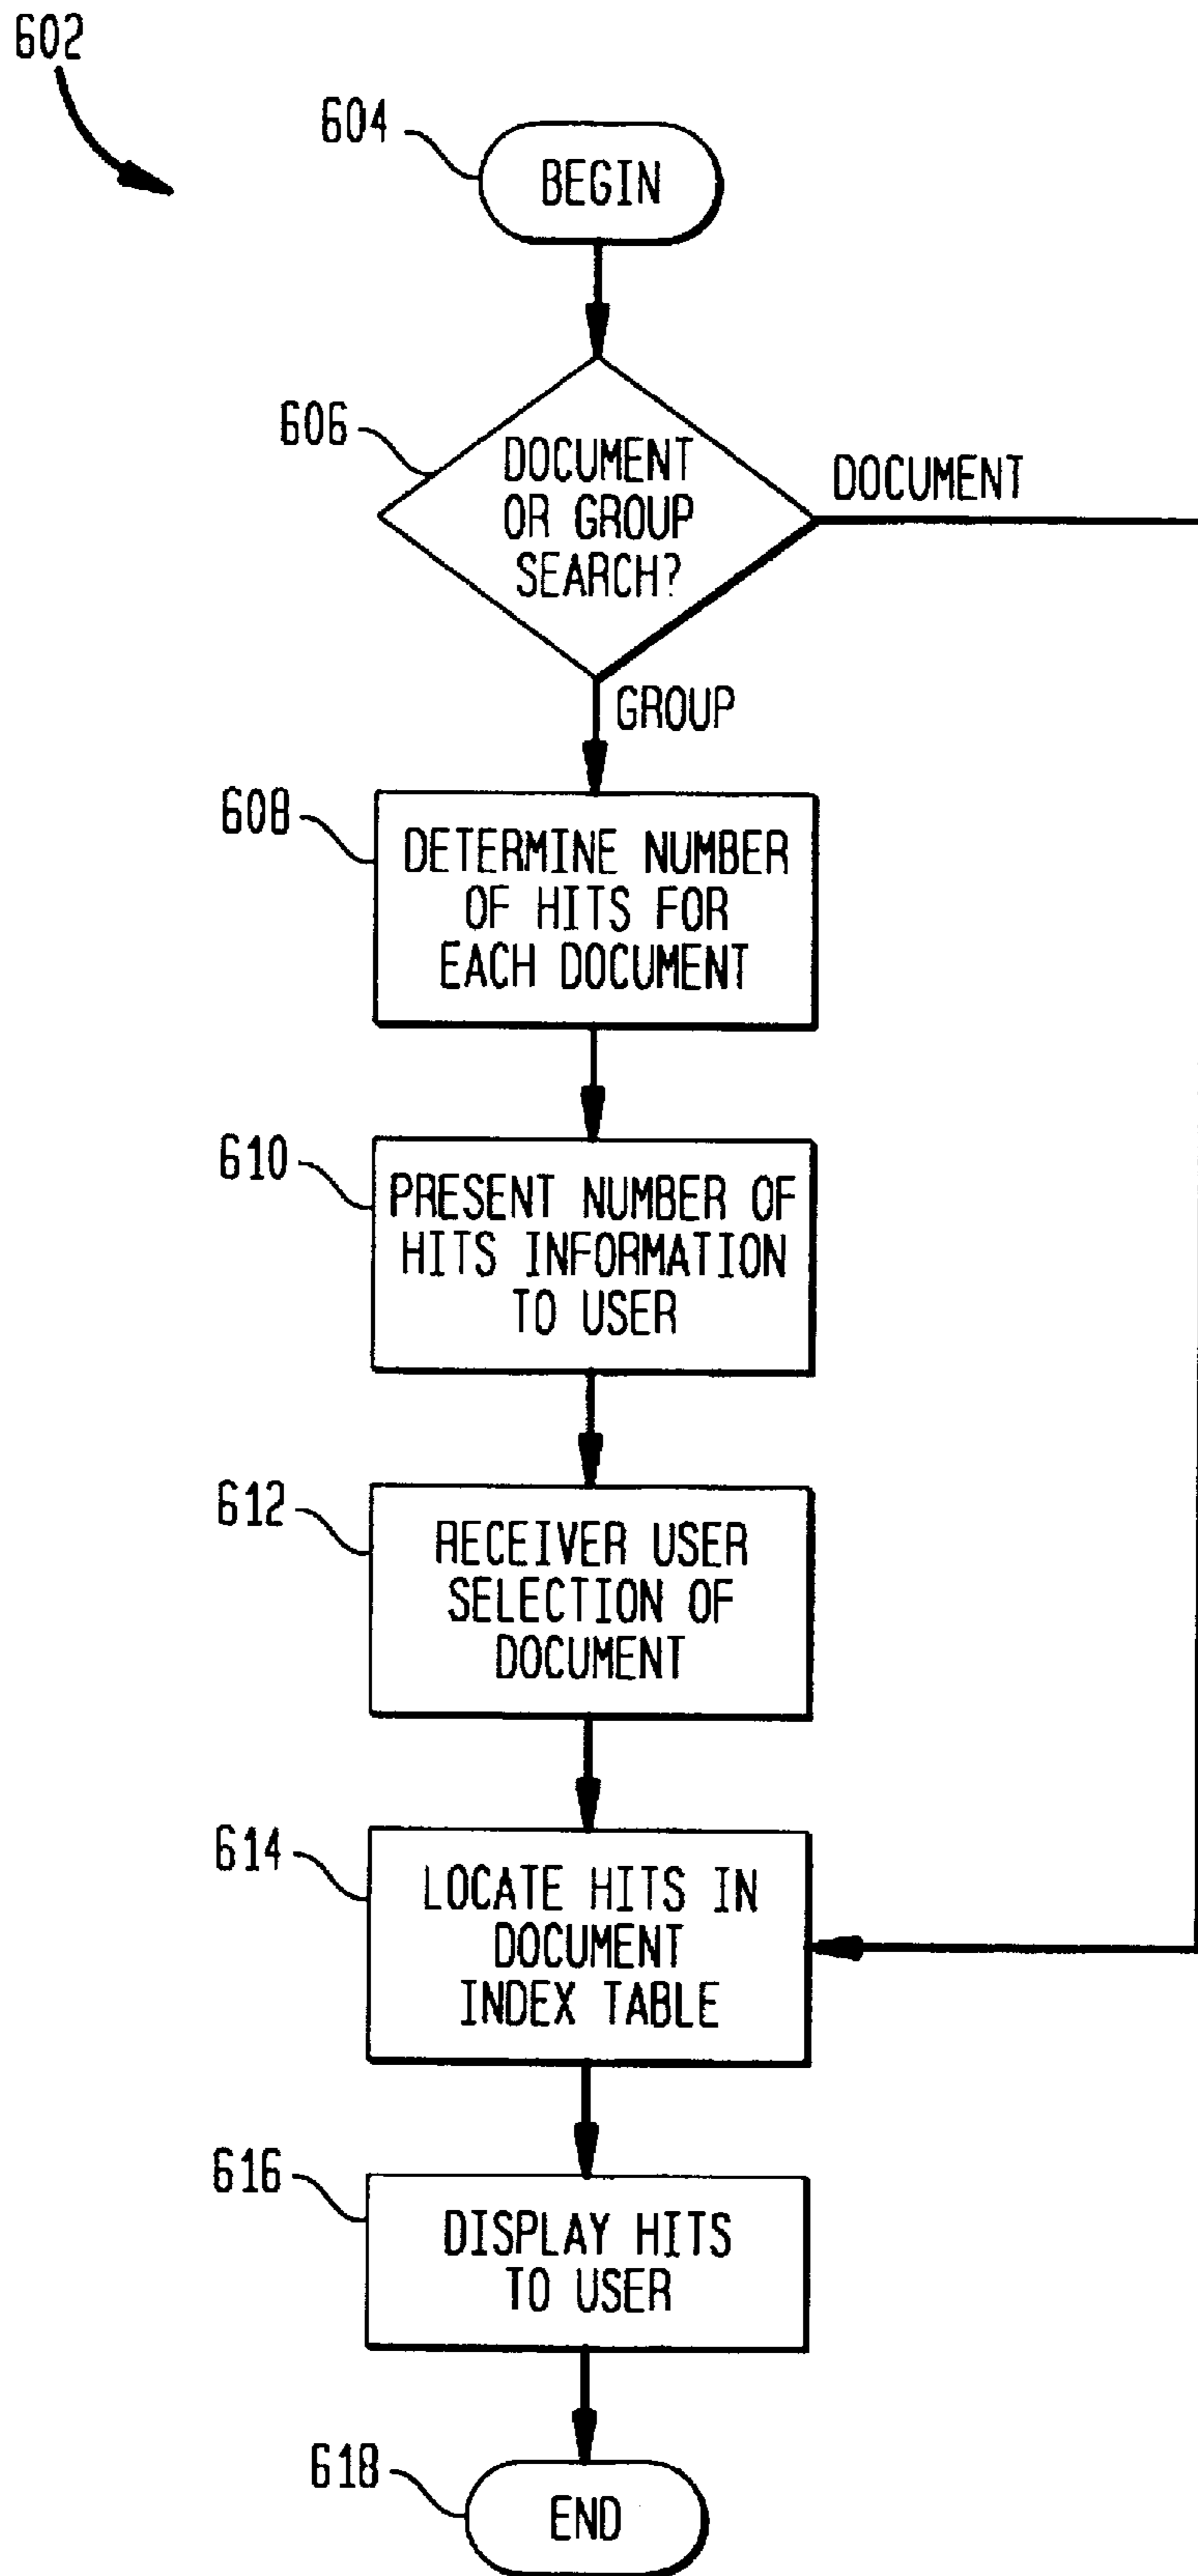 602
604
BEGIN
606
DOCUMENT
OR GROUP
SEARCH?
DOCUMENT
GROUP
608
DETERMINE NUMBER
OF HITS FOR
EACH DOCUMENT
610
PRESENT NUMBER OF
HITS INFORMATION
TO USER
612
RECEIVER USER
SELECTION OF
DOCUMENT
614
LOCATE HITS IN
DOCUMENT
INDEX TABLE
616
DISPLAY HITS
TO USER
618
END